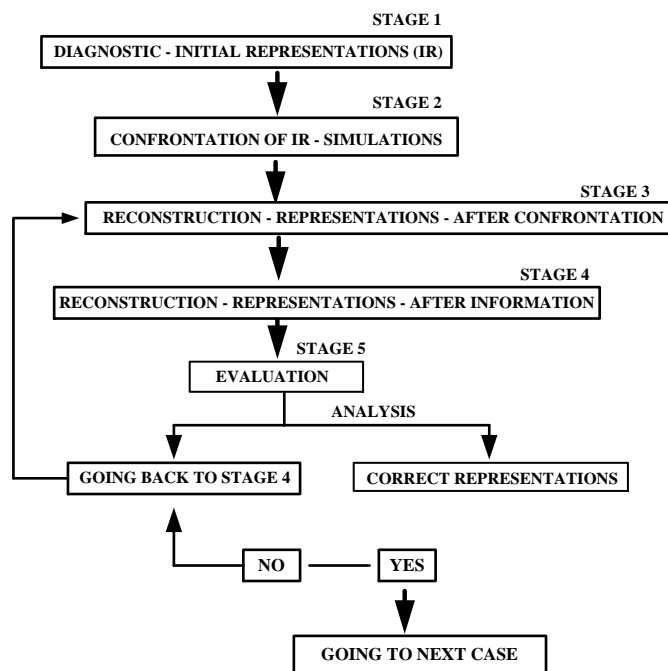 STAGE 1
DIAGNOSTIC - INITIAL REPRESENTATIONS (IR)
STAGE 2
CONFRONTATION OF IR - SIMULATIONS
STAGE 3
RECONSTRUCTION - REPRESENTATIONS - AFTER CONFRONTATION
STAGE 4
RECONSTRUCTION - REPRESENTATIONS - AFTER INFORMATION
STAGE 5
EVALUATION
ANALYSIS
GOING BACK TO STAGE 4
CORRECT REPRESENTATIONS
NO
YES
GOING TO NEXT CASE